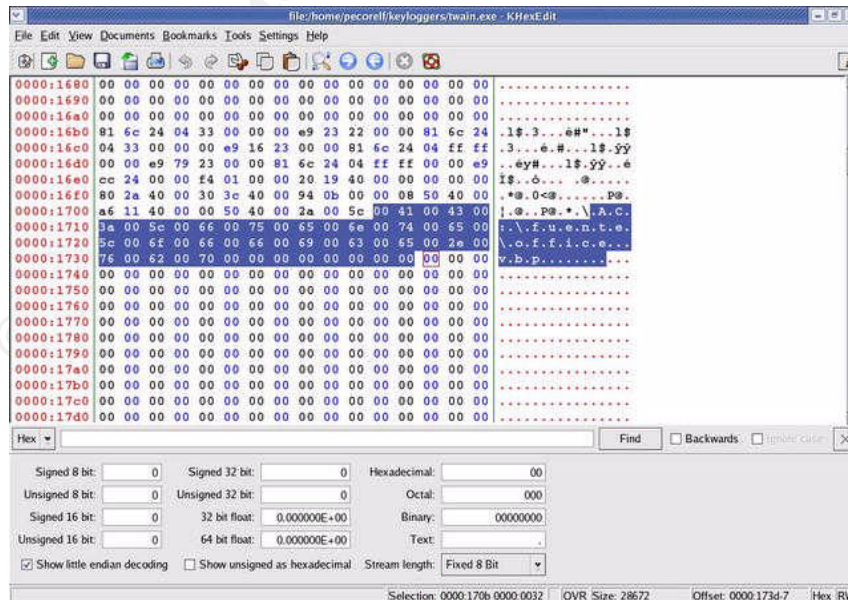 file:/home/pecorelf/keyloggers/twain.exe - KHexEdit
File Edit View Documents Bookmarks Tools Settings Help
0000:1680 00 00 00 00 00 00 00 00 00 00 00 00 00 00 00 00 ................
0000:1690 00 00 00 00 00 00 00 00 00 00 00 00 00 00 00 00 ................
0000:16a0 00 00 00 00 00 00 00 00 00 00 00 00 00 00 00 00 ................
0000:16b0 81 6c 24 04 33 00 00 00 e9 23 22 00 00 81 6c 24 .l$.3...é#"...l$
0000:16c0 04 33 00 00 00 e9 16 23 00 00 81 6c 24 04 ff ff .3...é.#...l$.ÿÿ
0000:16d0 00 00 e9 79 23 00 00 81 6c 24 04 ff ff 00 00 e9 ..éy#...l$.ÿÿ..é
0000:16e0 cc 24 00 00 f4 01 00 00 20 19 40 00 00 00 00 00 Ì$..ô... .@.....
0000:16f0 80 2a 40 00 30 3c 40 00 94 0b 00 00 08 50 40 00 .*@.0<@......P@.
0000:1700 a6 11 40 00 00 50 40 00 2a 00 5c 00 41 00 43 00 ¦.@..P@.*.\.A.C.
0000:1710 3a 00 5c 00 66 00 75 00 65 00 6e 00 74 00 65 00 :.\.f.u.e.n.t.e.
0000:1720 5c 00 6f 00 66 00 66 00 69 00 63 00 65 00 2e 00 \.o.f.f.i.c.e...
0000:1730 76 00 62 00 70 00 00 00 00 00 00 00 00 00 00 00 v.b.p...........
0000:1740 00 00 00 00 00 00 00 00 00 00 00 00 00 00 00 00 ................
0000:1750 00 00 00 00 00 00 00 00 00 00 00 00 00 00 00 00 ................
0000:1760 00 00 00 00 00 00 00 00 00 00 00 00 00 00 00 00 ................
0000:1770 00 00 00 00 00 00 00 00 00 00 00 00 00 00 00 00 ................
0000:1780 00 00 00 00 00 00 00 00 00 00 00 00 00 00 00 00 ................
0000:1790 00 00 00 00 00 00 00 00 00 00 00 00 00 00 00 00 ................
0000:17a0 00 00 00 00 00 00 00 00 00 00 00 00 00 00 00 00 ................
0000:17b0 00 00 00 00 00 00 00 00 00 00 00 00 00 00 00 00 ................
0000:17c0 00 00 00 00 00 00 00 00 00 00 00 00 00 00 00 00 ................
0000:17d0 00 00 00 00 00 00 00 00 00 00 00 00 00 00 00 00 ................
Hex Find Backwards Ignore case
Signed 8 bit: 0 Signed 32 bit: 0 Hexadecimal: 00
Unsigned 8 bit: 0 Unsigned 32 bit: 0 Octal: 000
Signed 16 bit: 0 32 bit float: 0.000000E+00 Binary: 00000000
Unsigned 16 bit: 0 64 bit float: 0.000000E+00 Text: .
Show little endian decoding Show unsigned as hexadecimal Stream length: Fixed 8 Bit
Selection: 0000:170b 0000:0032 OVR Size: 28672 Offset: 0000:173d-7 Hex